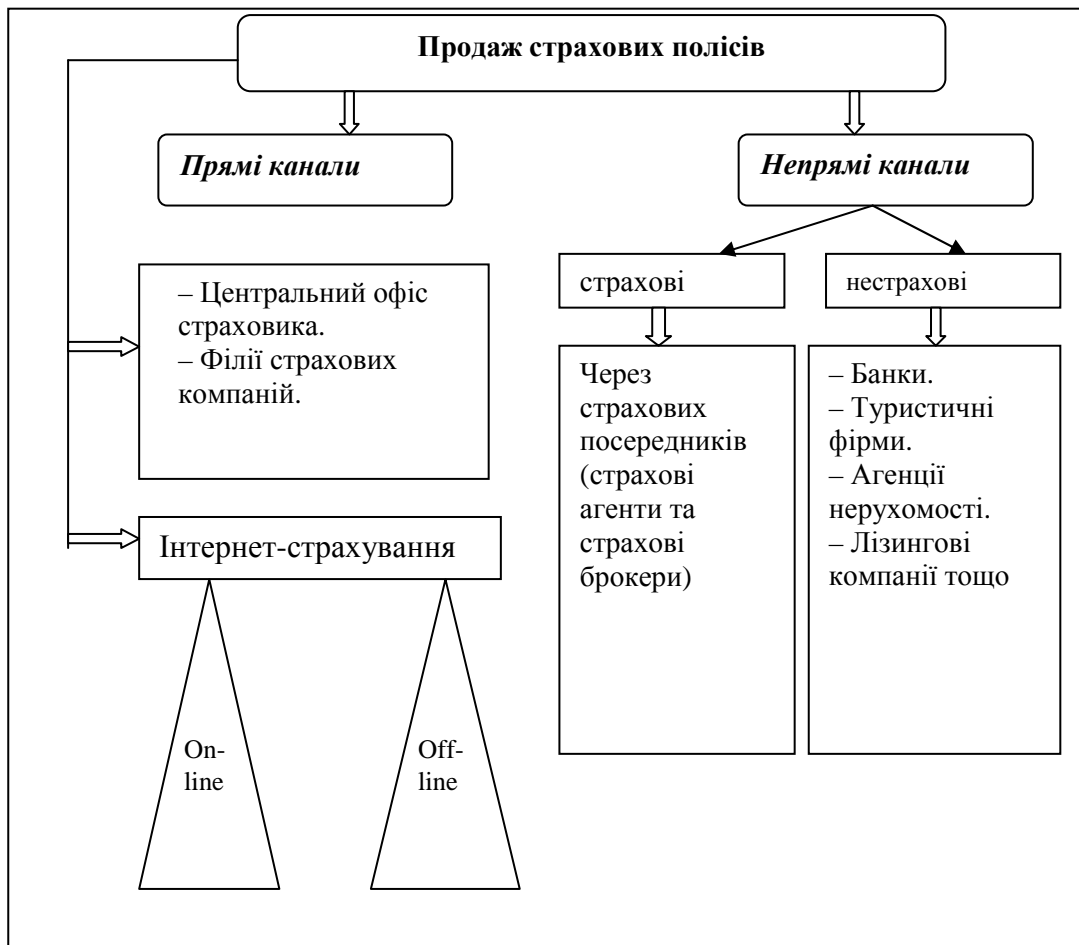 Продаж страхових полісів
Прямі канали
Непрямі канали
– Центральний офіс
страховика.
– Філії страхових
компаній.
Інтернет-страхування
On-
line
Off-
line
страхові
нестрахові
Через
страхових
посередників
(страхові
агенти та
страхові
брокери)
– Банки.
– Туристичні
фірми.
– Агенції
нерухомості.
– Лізингові
компанії тощо